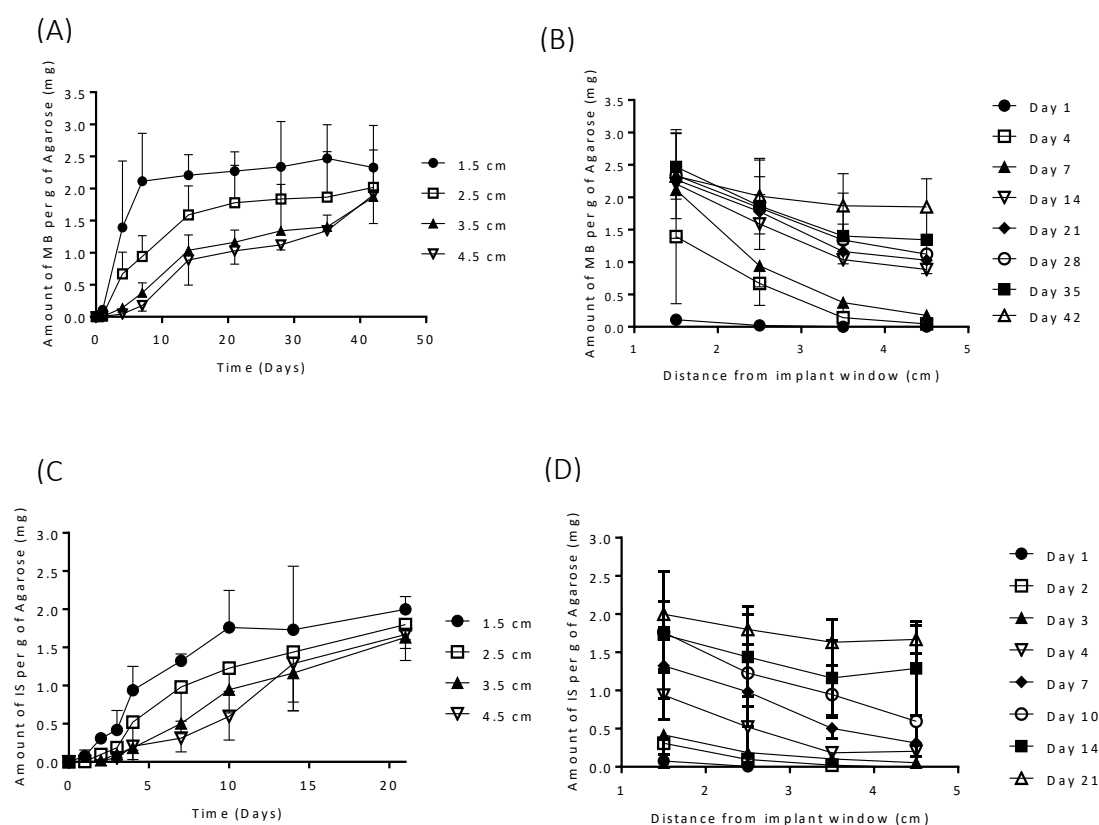 (A)
Amount of MB per g of Agarose (mg)
3.5
3.0
2.5
2.0
1.5
1.0
0.5
0.0
0 10 20 30 40 50
Time (Days)
1.5 cm
2.5 cm
3.5 cm
4.5 cm
(B)
Amount of MB per g of Agarose (mg)
3.5
3.0
2.5
2.0
1.5
1.0
0.5
0.0
1 2 3 4 5
Distance from implant window (cm)
Day 1
Day 4
Day 7
Day 14
Day 21
Day 28
Day 35
Day 42
(C
Amount of IS per g of Agarose (mg)
3.0
2.5
2.0
1.5
1.0
0.5
0.0
0 5 10 15 20
Time (Days)
1.5 cm
2.5 cm
3.5 cm
4.5 cm
(D)
Amount of IS per g of Agarose (mg)
3.0
2.5
2.0
1.5
1.0
0.5
0.0
1 2 3 4 5
Distance from implant window (cm)
Day 1
Day 2
Day 3
Day 4
Day 7
Day 10
Day 14
Day 21